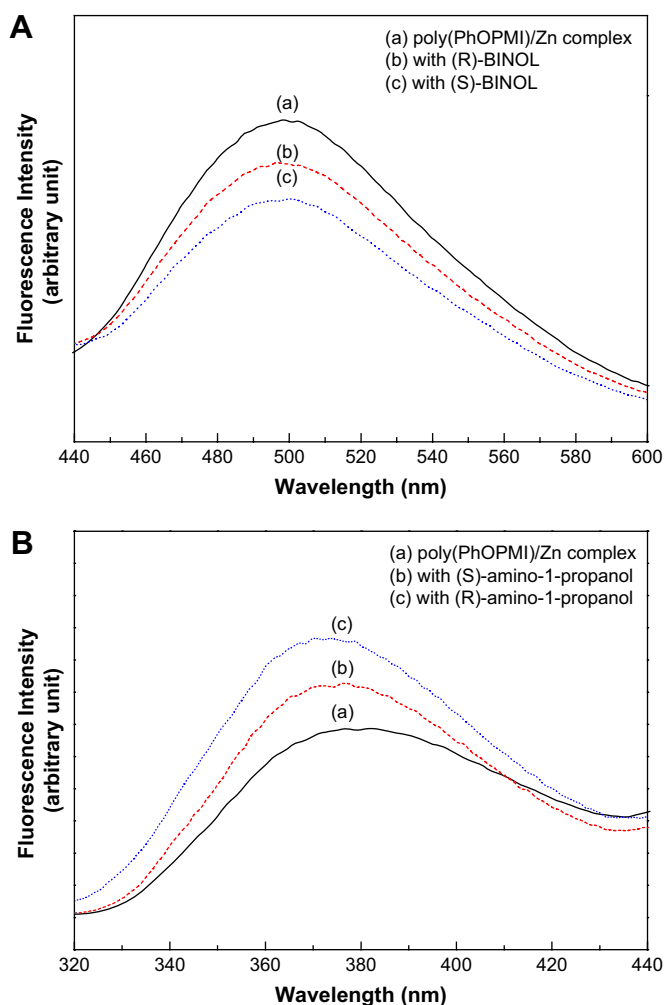 A
(a) poly(PhOPMI)/Zn complex
(b) with (R)-BINOL
(c) with (S)-BINOL
(a)
(b)
(c)
Fluorescence Intensity
(arbitrary unit)
440 460 480 500 520 540 560 580 600
Wavelength (nm)
B
(a) poly(PhOPMI)/Zn complex
(b) with (S)-amino-1-propanol
(c) with (R)-amino-1-propanol
(c)
(b)
(a)
Fluorescence Intensity
(arbitrary unit)
320 340 360 380 400 420 440
Wavelength (nm)